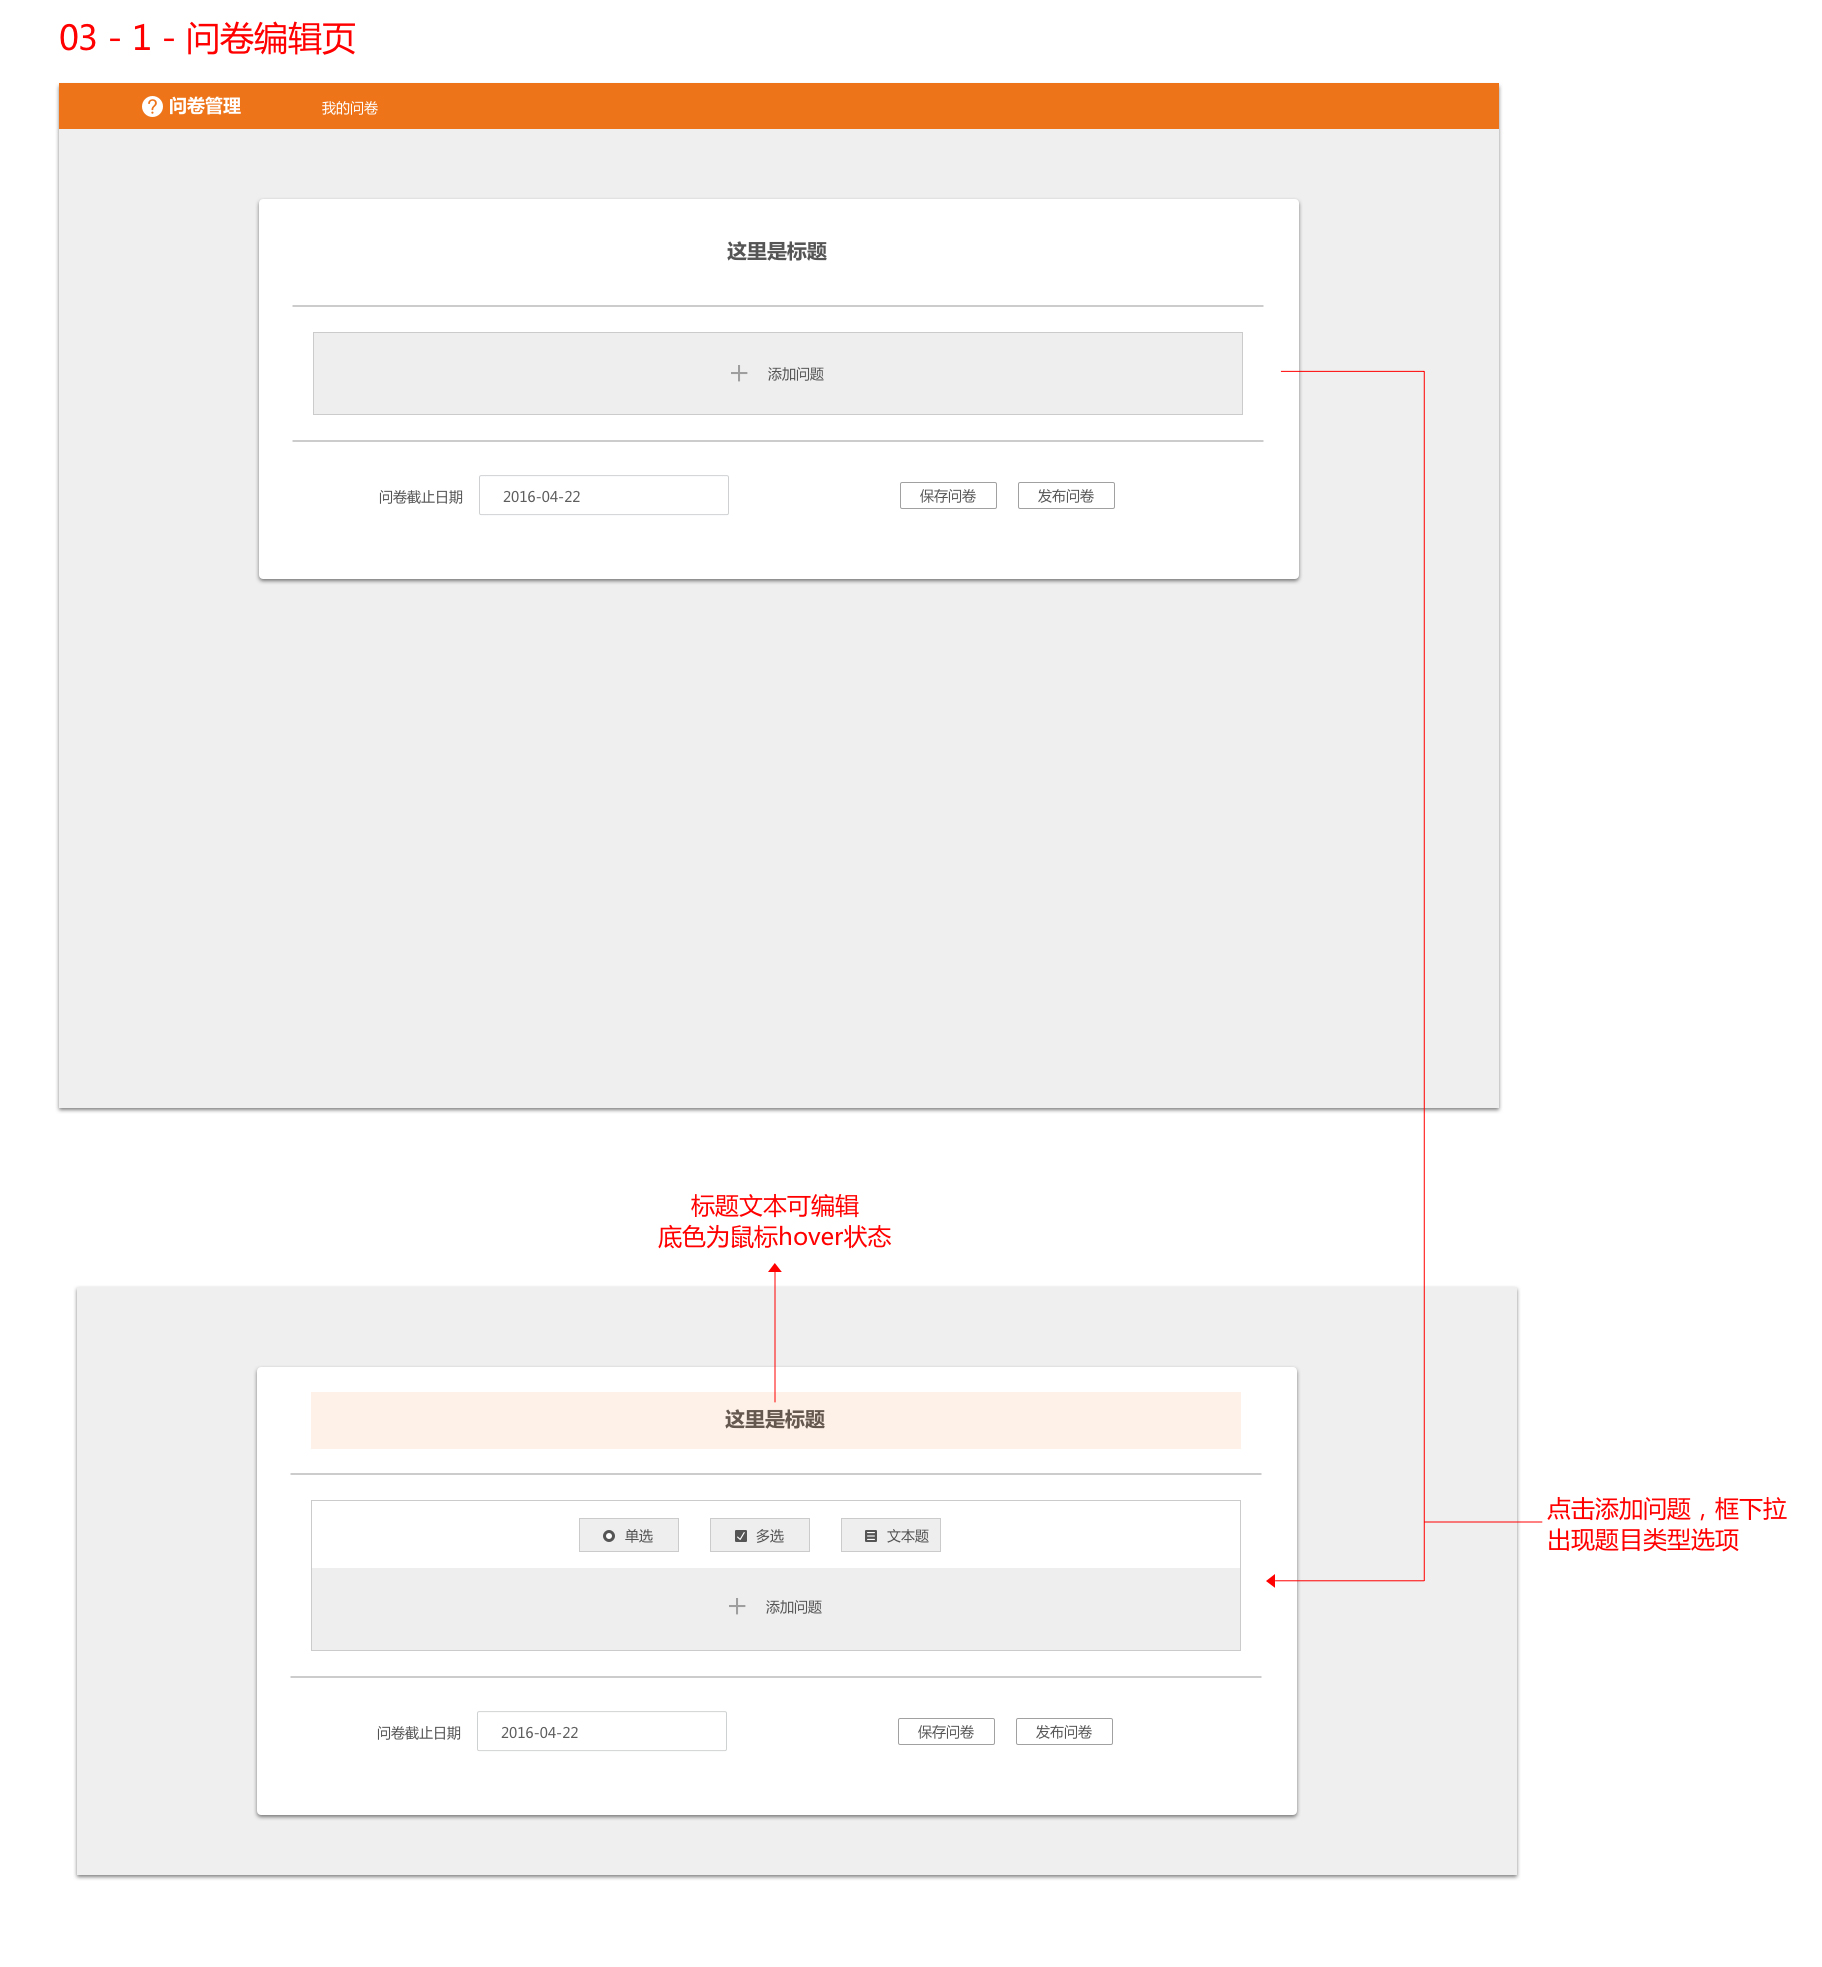 03 - 1 - 问卷编辑页
问卷管理
我的问卷
这里是标题
添加问题
问卷截止日期
2016-04-22
保存问卷
发布问卷
标题文本可编辑
底色为鼠标hover状态
这里是标题
单选
多选
文本题
添加问题
点击添加问题，框下拉
出现题目类型选项
问卷截止日期
2016-04-22
保存问卷
发布问卷